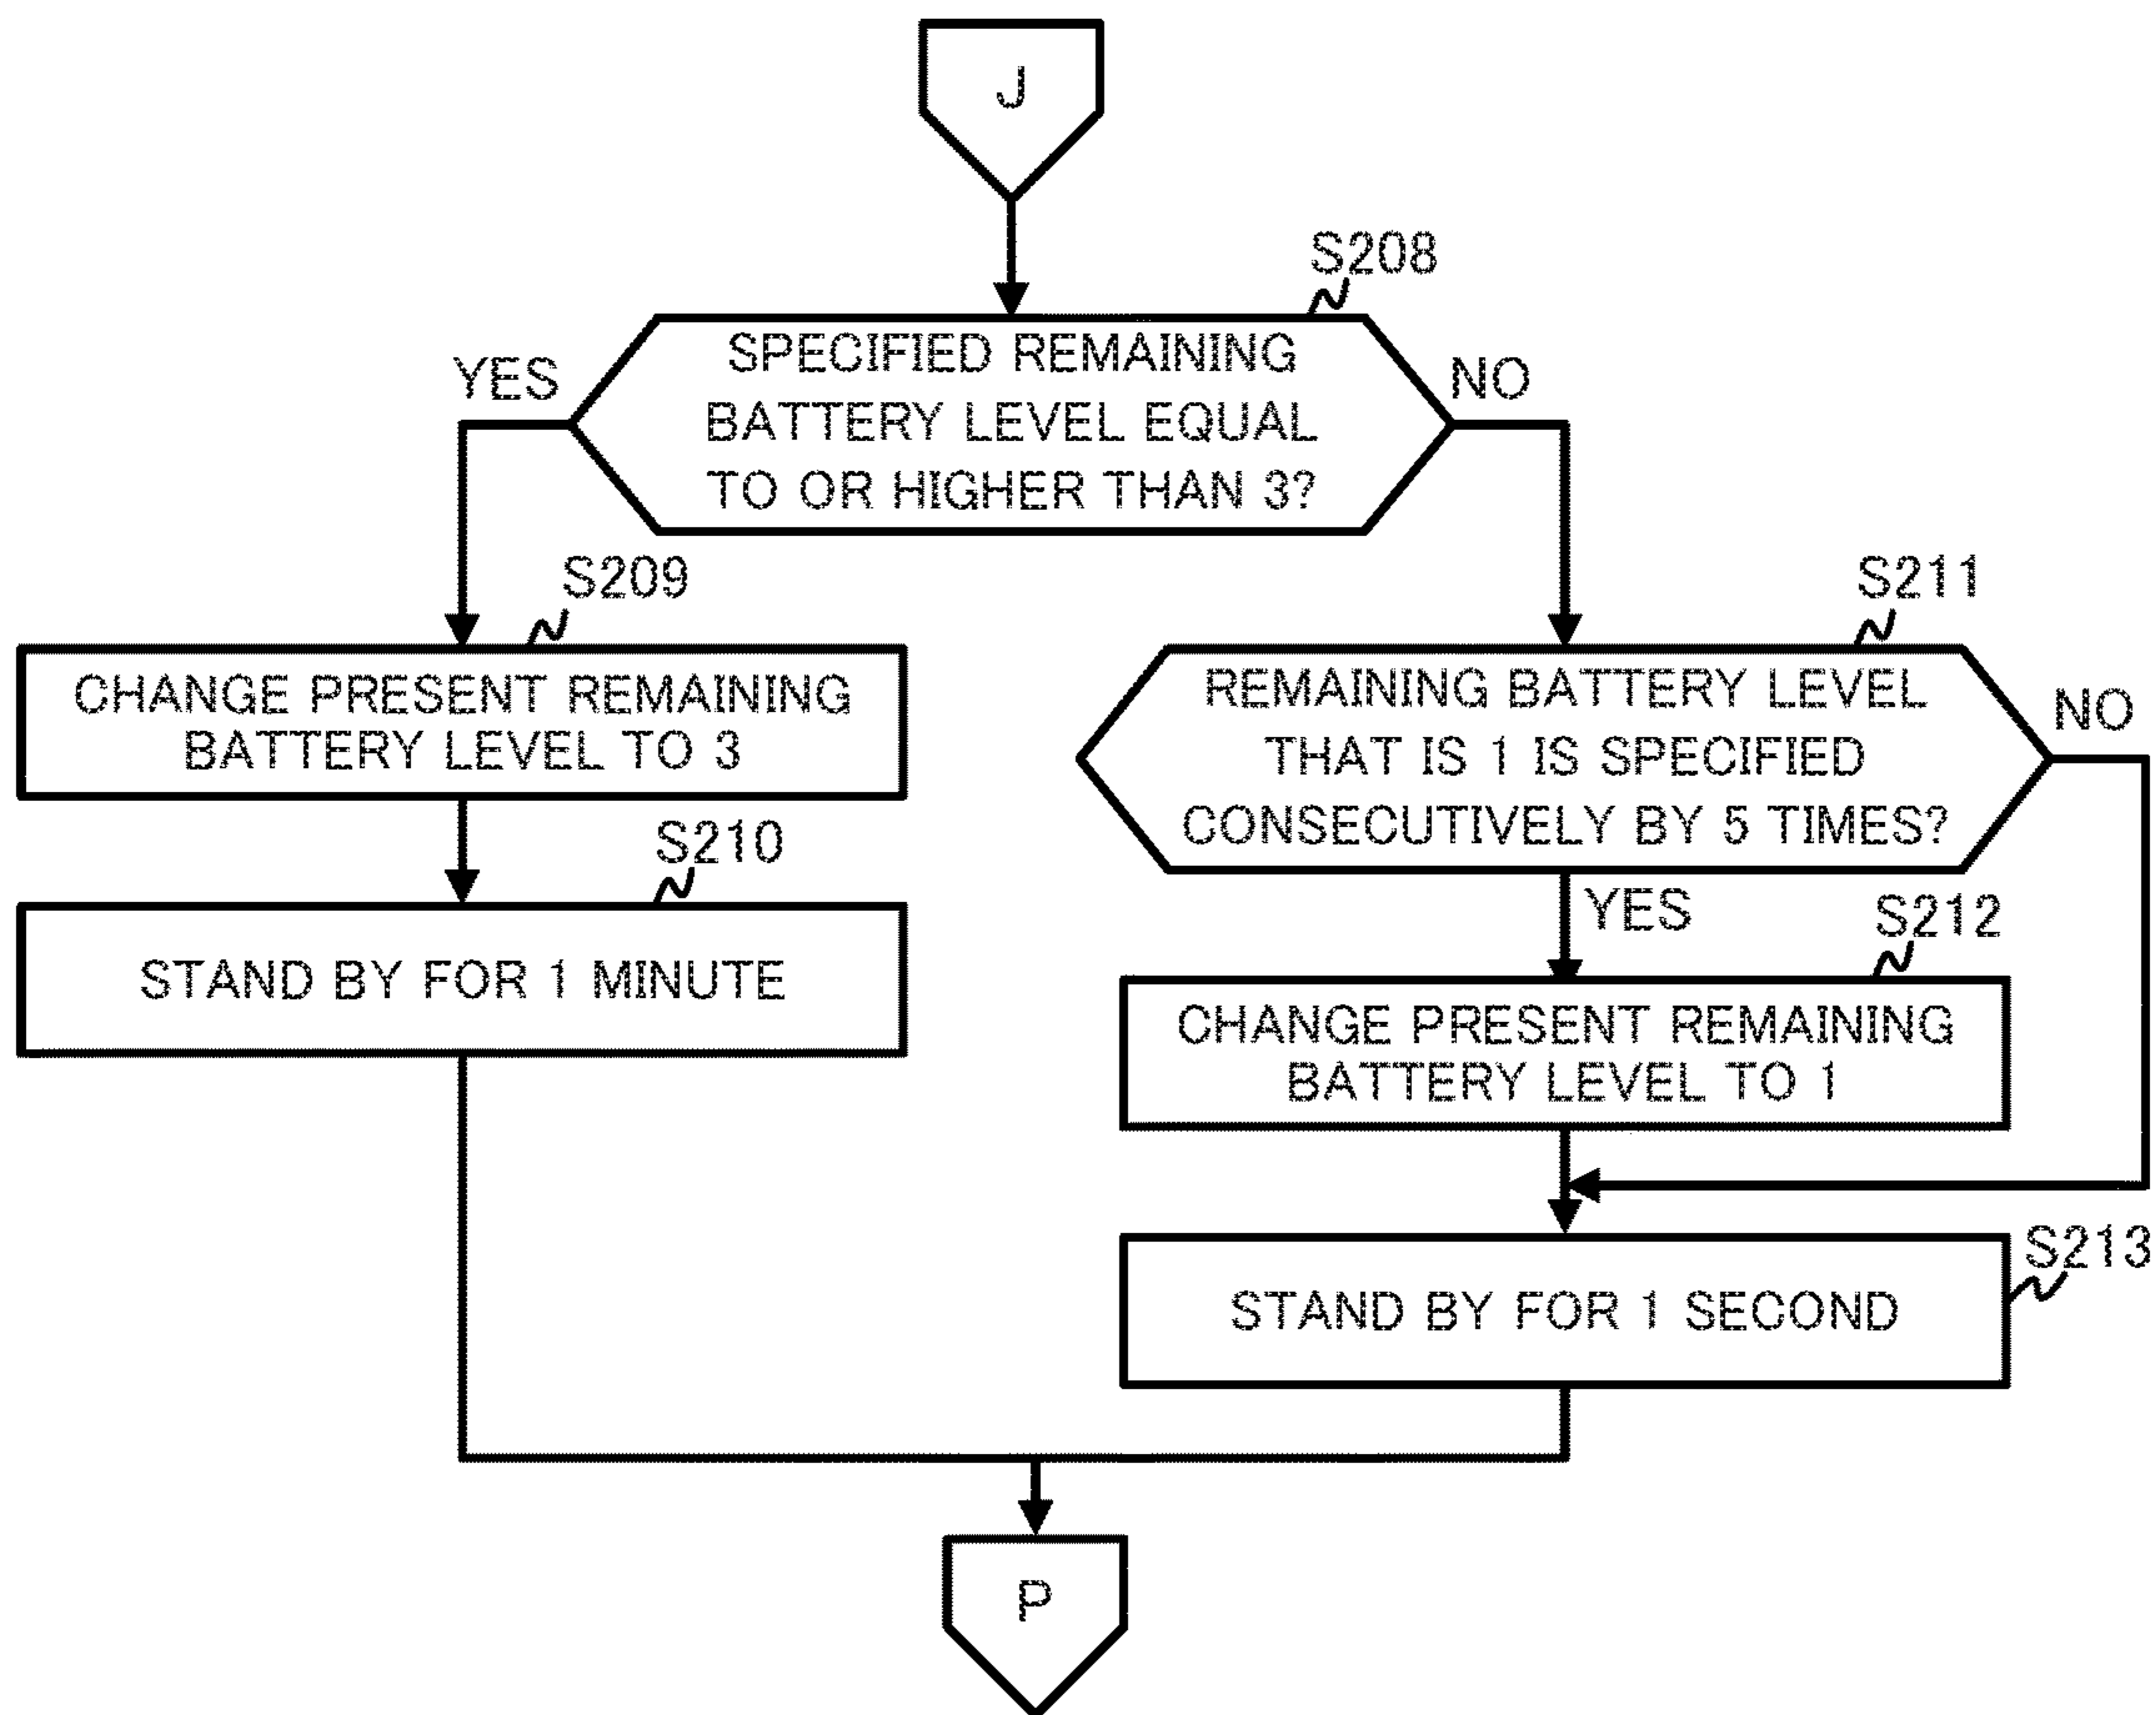 J
S208
SPECIFIED REMAINING
BATTERY LEVEL EQUAL
TO OR HIGHER THAN 3?
YES
NO
S209
CHANGE PRESENT REMAINING
BATTERY LEVEL TO 3
S210
STAND BY FOR 1 MINUTE
S211
REMAINING BATTERY LEVEL
THAT IS 1 IS SPECIFIED
CONSECUTIVELY BY 5 TIMES?
NO
YES
S212
CHANGE PRESENT REMAINING
BATTERY LEVEL TO 1
S213
STAND BY FOR 1 SECOND
P